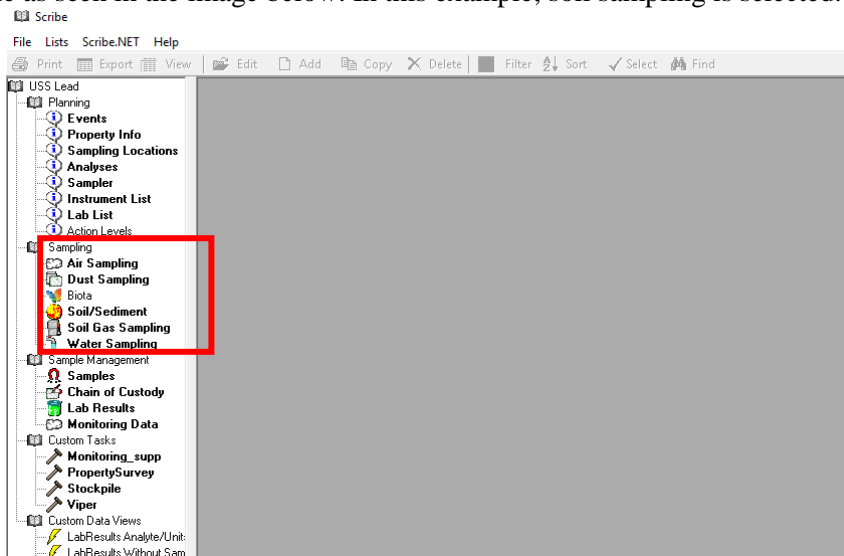 as seen in the image below. In this example, soil sampling is selected.
Scribe
File Lists Scribe.NET Help
Print Export View Edit Add Copy Delete Filter Sort Select Find
USS Lead
Planning
Events
Property Info
Sampling Locations
Analyses
Sampler
Instrument List
Lab List
Action Levels
Sampling
Air Sampling
Dust Sampling
Biota
Soil/Sediment
Soil Gas Sampling
Water Sampling
Sample Management
Samples
Chain of Custody
Lab Results
Monitoring Data
Custom Tasks
Monitoring_supp
PropertySurvey
Stockpile
Viper
Custom Data Views
LabResults Analyte/Unit:
LabResults Without Sam